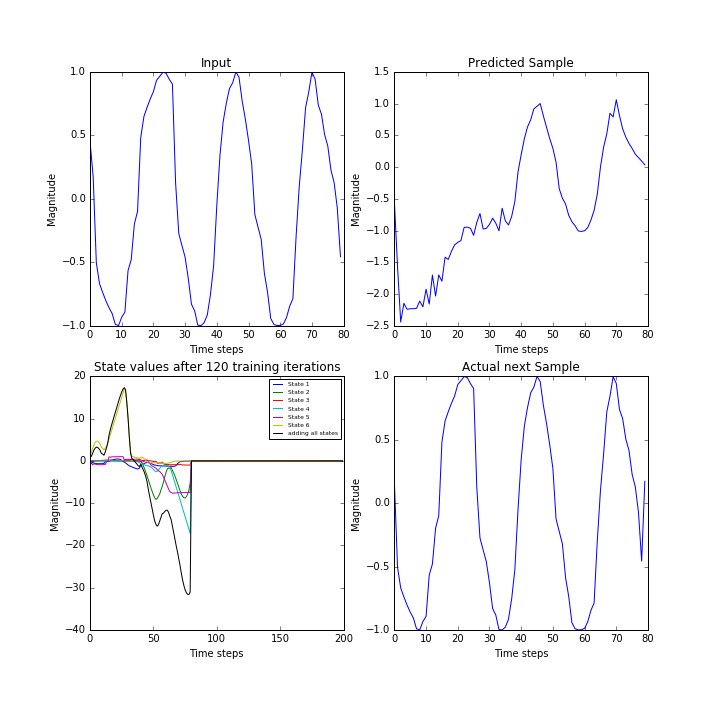 Input
1.0
0.5
0.0
−0.5
−1.0
Magnitude
0 10 20 30 40 50 60 70 80
Time steps
Predicted Sample
1.5
1.0
0.5
0.0
−0.5
−1.0
−1.5
−2.0
−2.5
Magnitude
0 10 20 30 40 50 60 70 80
Time steps
State values after 120 training iterations
20
10
0
−10
−20
−30
−40
Magnitude
State 1
State 2
State 3
State 4
State 5
State 6
adding all states
0 50 100 150 200
Time steps
Actual next Sample
1.0
0.5
0.0
−0.5
−1.0
Magnitude
0 10 20 30 40 50 60 70 80
Time steps